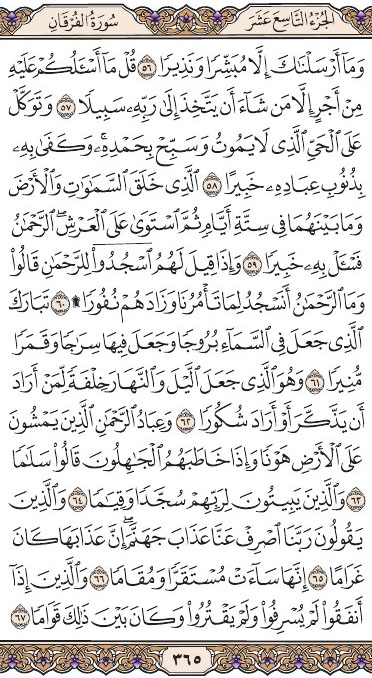 الجُزْءُ التَّاسِعَ عَشَرَ سُورَةُ الفُرْقَانِ
وَمَآ أَرْسَلْنَٰكَ إِلَّا مُبَشِّرًا وَنَذِيرًا ٥٦ قُلْ مَآ أَسْـَٔلُكُمْ عَلَيْهِ
مِنْ أَجْرٍ إِلَّا مَن شَآءَ أَن يَتَّخِذَ إِلَىٰ رَبِّهِۦ سَبِيلًا ٥٧ وَتَوَكَّلْ
عَلَى ٱلْحَىِّ ٱلَّذِى لَا يَمُوتُ وَسَبِّحْ بِحَمْدِهِۦ ۚ وَكَفَىٰ بِهِۦ
بِذُنُوبِ عِبَادِهِۦ خَبِيرًا ٥٨ ٱلَّذِى خَلَقَ ٱلسَّمَٰوَٰتِ وَٱلْأَرْضَ
وَمَا بَيْنَهُمَا فِى سِتَّةِ أَيَّامٍ ثُمَّ ٱسْتَوَىٰ عَلَى ٱلْعَرْشِ ۖ ٱلرَّحْمَٰنُ
فَسْـَٔلْ بِهِۦ خَبِيرًا ٥٩ وَإِذَا قِيلَ لَهُمُ ٱسْجُدُوا۟ لِلرَّحْمَٰنِ قَالُوا۟
وَمَا ٱلرَّحْمَٰنُ أَنَسْجُدُ لِمَا تَأْمُرُنَا وَزَادَهُمْ نُفُورًا ۩ ٦٠ تَبَارَكَ
ٱلَّذِى جَعَلَ فِى ٱلسَّمَآءِ بُرُوجًا وَجَعَلَ فِيهَا سِرَٰجًا وَقَمَرًا
مُّنِيرًا ٦١ وَهُوَ ٱلَّذِى جَعَلَ ٱلَّيْلَ وَٱلنَّهَارَ خِلْفَةً لِّمَنْ أَرَادَ
أَن يَذَّكَّرَ أَوْ أَرَادَ شُكُورًا ٦٢ وَعِبَادُ ٱلرَّحْمَٰنِ ٱلَّذِينَ يَمْشُونَ
عَلَى ٱلْأَرْضِ هَوْنًا وَإِذَا خَاطَبَهُمُ ٱلْجَٰهِلُونَ قَالُوا۟ سَلَٰمًا
٦٣ وَٱلَّذِينَ يَبِيتُونَ لِرَبِّهِمْ سُجَّدًا وَقِيَٰمًا ٦٤ وَٱلَّذِينَ
يَقُولُونَ رَبَّنَا ٱصْرِفْ عَنَّا عَذَابَ جَهَنَّمَ ۖ إِنَّ عَذَابَهَا كَانَ
غَرَامًا ٦٥ إِنَّهَا سَآءَتْ مُسْتَقَرًّا وَمُقَامًا ٦٦ وَٱلَّذِينَ إِذَآ
أَنفَقُوا۟ لَمْ يُسْرِفُوا۟ وَلَمْ يَقْتُرُوا۟ وَكَانَ بَيْنَ ذَٰلِكَ قَوَامًا ٦٧
٣٦٥